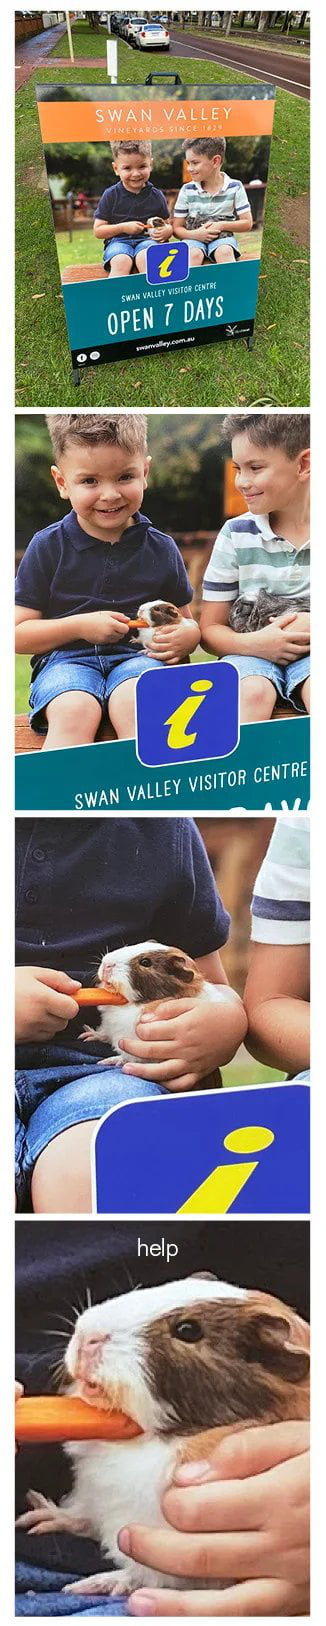 SWAN VALLEY
VINEYARDS SINCE 1829
i
SWAN VALLEY VISITOR CENTRE
OPEN 7 DAYS
swanvalley.com.au
f
i
SWAN VALLEY VISITOR CENTRE
i
help